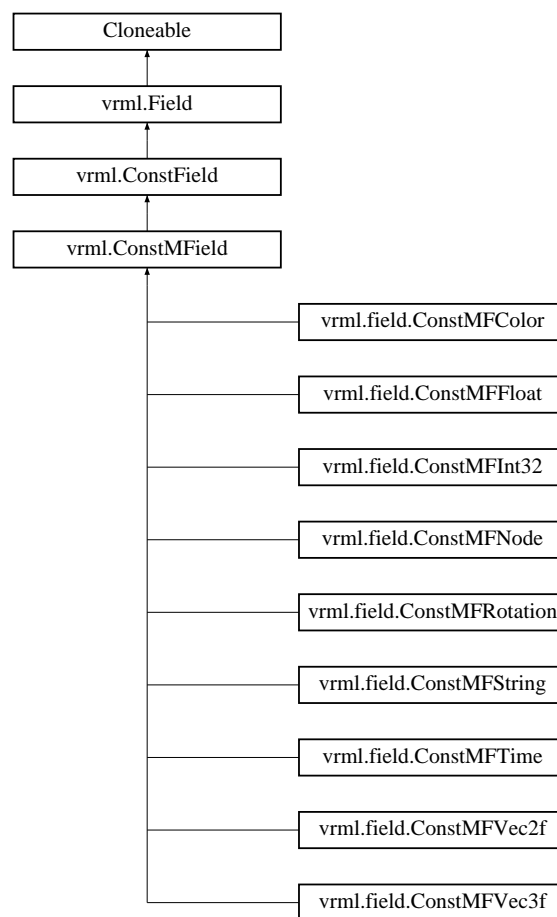 Cloneable
vrml.Field
vrml.ConstField
vrml.ConstMField
vrml.field.ConstMFColor
vrml.field.ConstMFFloat
vrml.field.ConstMFInt32
vrml.field.ConstMFNode
vrml.field.ConstMFRotation
vrml.field.ConstMFString
vrml.field.ConstMFTime
vrml.field.ConstMFVec2f
vrml.field.ConstMFVec3f